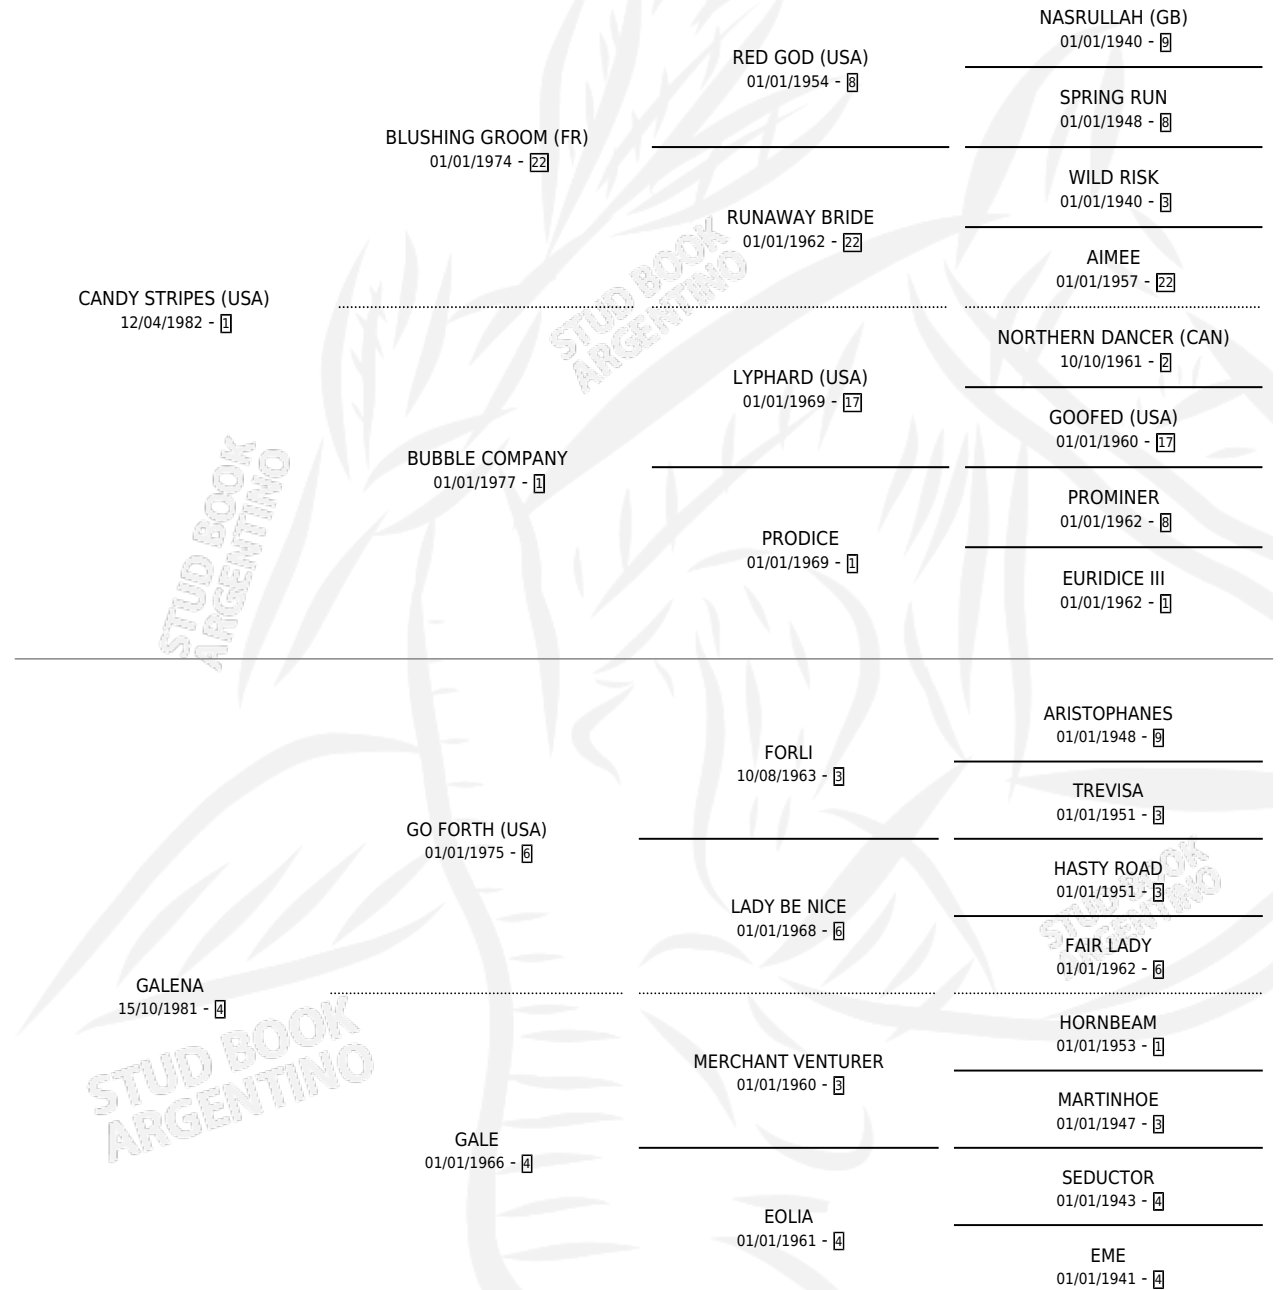 NASRULLAH (GB)
01/01/1940 - 9
RED GOD (USA)
01/01/1954 - 8
SPRING RUN
01/01/1948 - 8
BLUSHING GROOM (FR)
01/01/1974 - 22
WILD RISK
01/01/1940 - 3
RUNAWAY BRIDE
01/01/1962 - 22
AIMEE
01/01/1957 - 22
CANDY STRIPES (USA)
12/04/1982 - 1
NORTHERN DANCER (CAN)
10/10/1961 - 2
LYPHARD (USA)
01/01/1969 - 17
GOOFED (USA)
01/01/1960 - 17
BUBBLE COMPANY
01/01/1977 - 1
PROMINER
01/01/1962 - 8
PRODICE
01/01/1969 - 1
EURIDICE III
01/01/1962 - 1
ARISTOPHANES
01/01/1948 - 9
FORLI
10/08/1963 - 3
TREVISA
01/01/1951 - 3
GO FORTH (USA)
01/01/1975 - 6
HASTY ROAD
01/01/1951 - 3
LADY BE NICE
01/01/1968 - 6
FAIR LADY
01/01/1962 - 6
GALENA
15/10/1981 - 4
HORNBEAM
01/01/1953 - 1
MERCHANT VENTURER
01/01/1960 - 3
MARTINHOE
01/01/1947 - 3
GALE
01/01/1966 - 4
SEDUCTOR
01/01/1943 - 4
EOLIA
01/01/1961 - 4
EME
01/01/1941 - 4
STUD BOOK
ARGENTINO
STUD BOOK
ARGENTINO
STUD BOOK
ARGENTINO
STUD BOOK
ARGENTINO